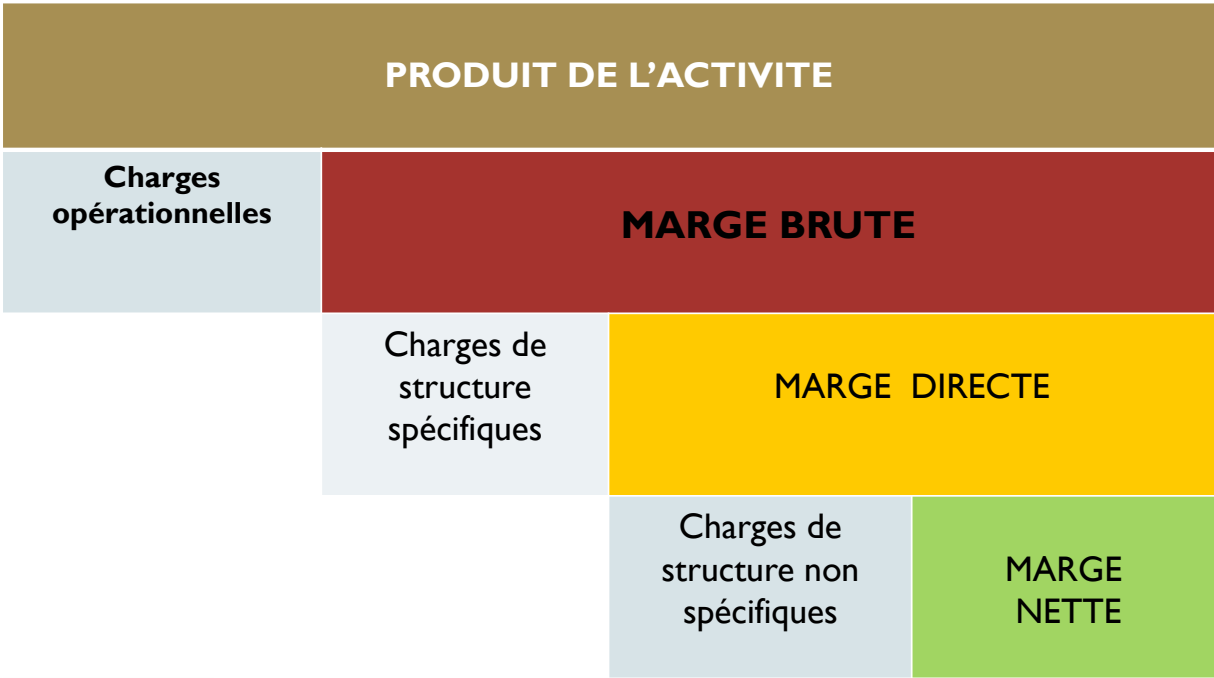 PRODUIT DE L’ACTIVITE
Charges
opérationnelles
MARGE BRUTE
Charges de
structure
spécifiques
MARGE DIRECTE
Charges de
structure non
spécifiques
MARGE
NETTE